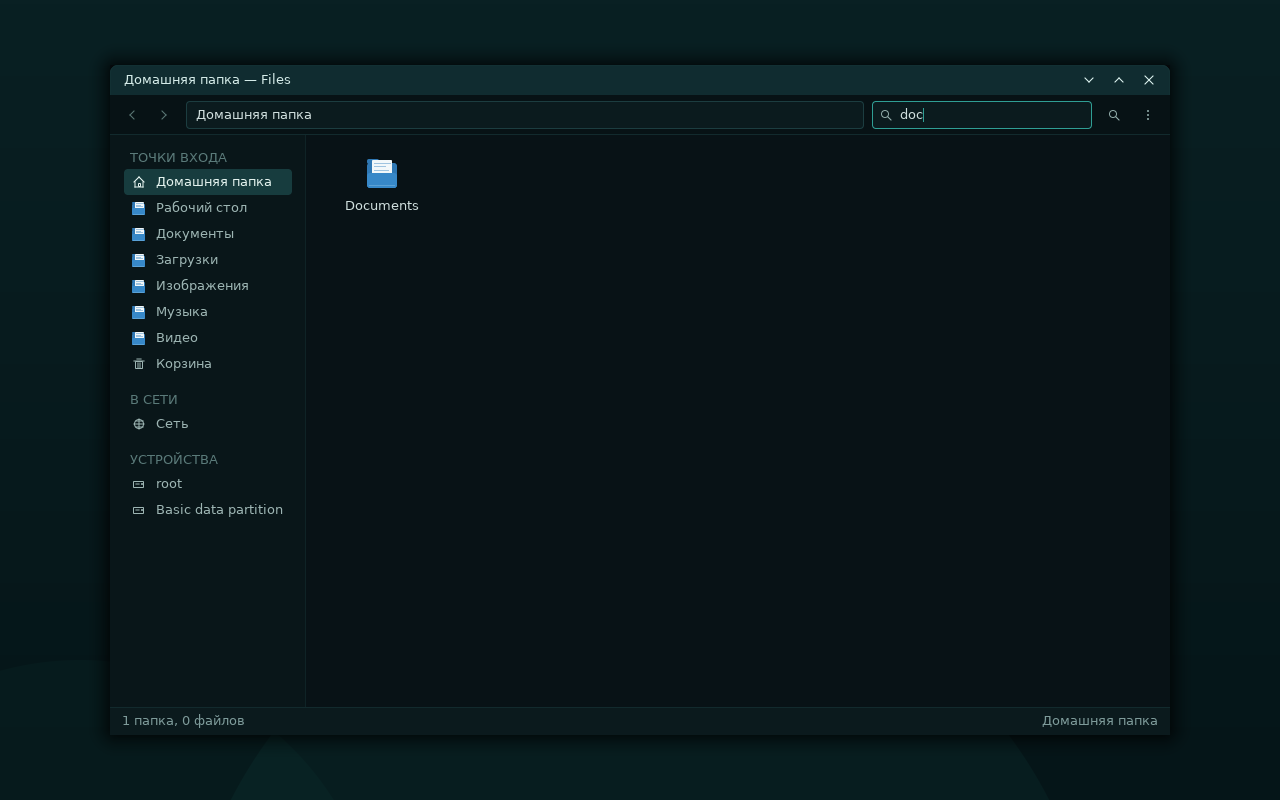 Домашняя папка — Files
Домашняя папка
doc
ТОЧКИ ВХОДА
Домашняя папка
Рабочий стол
Документы
Загрузки
Изображения
Музыка
Видео
Корзина
В СЕТИ
Сеть
УСТРОЙСТВА
root
Basic data partition
Documents
1 папка, 0 файлов
Домашняя папка